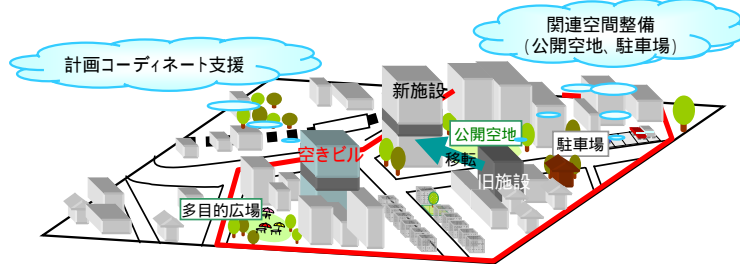 関連空間整備
(公開空地、駐車場)
計画コーディネート支援
新施設
公開空地
駐車場
空きビル
移転
旧施設
多目的広場